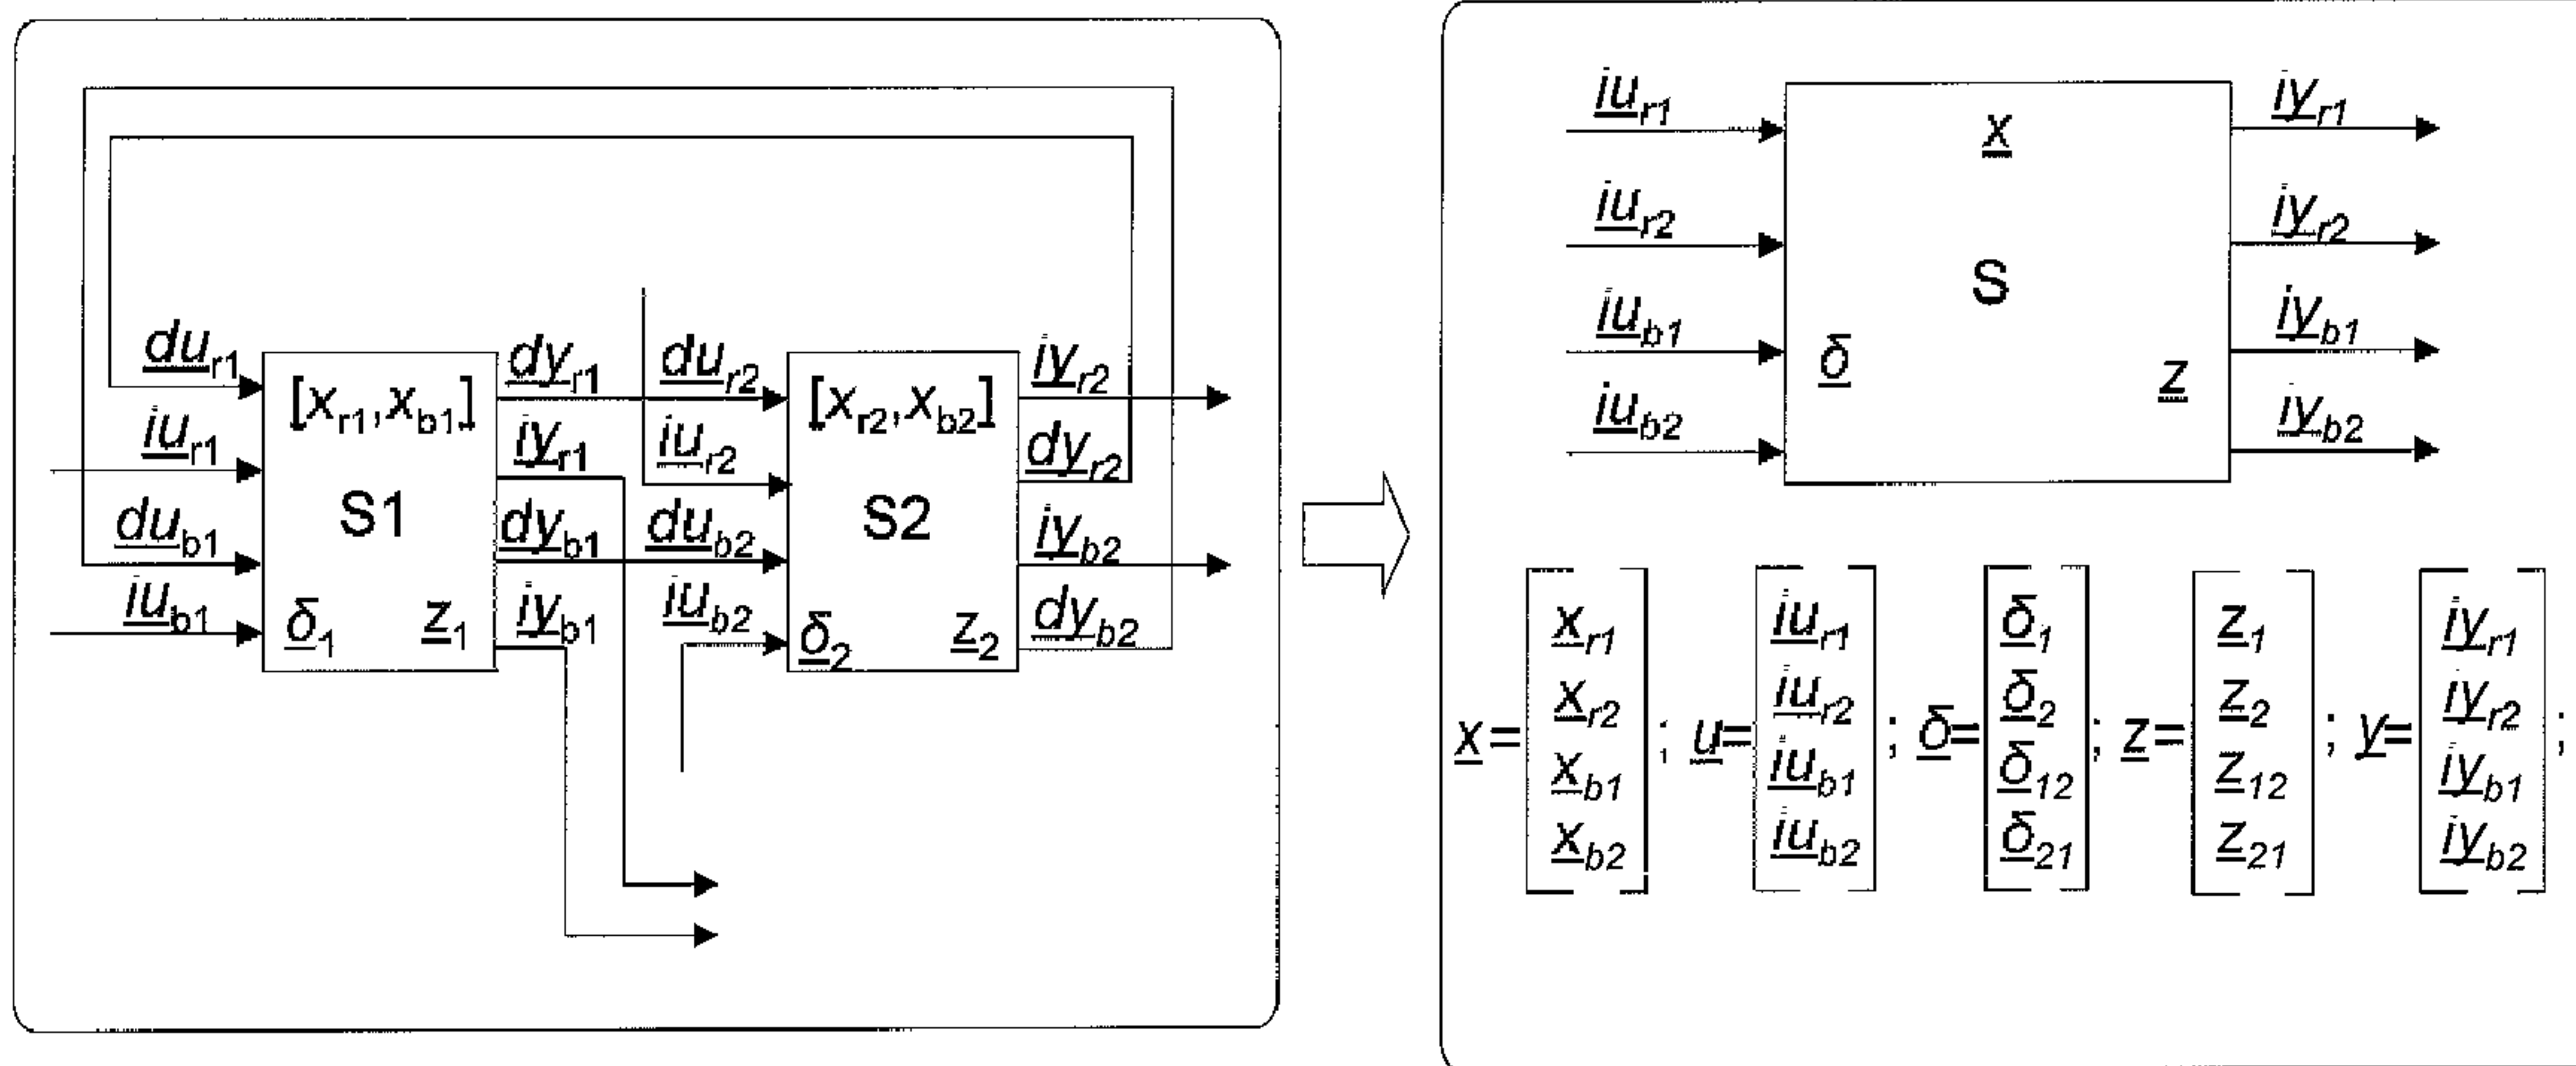 du_r1
iu_r1
du_b1
iu_b1
[x_r1,x_b1]
S1
δ_1 z_1
dy_r1
iy_r1
dy_b1
iy_b1
du_r2
iu_r2
du_b2
iu_b2
[x_r2,x_b2]
S2
δ_2 z_2
iy_r2
dy_r2
iy_b2
dy_b2
iu_r1
iu_r2
iu_b1
iu_b2
x
S
δ z
iy_r1
iy_r2
iy_b1
iy_b2
x= [x_r1 x_r2 x_b1 x_b2] ; u= [iu_r1 iu_r2 iu_b1 iu_b2] ; δ= [δ_1 δ_2 δ_12 δ_21] ; z= [z_1 z_2 z_12 z_21] ; y= [iy_r1 iy_r2 iy_b1 iy_b2] ;